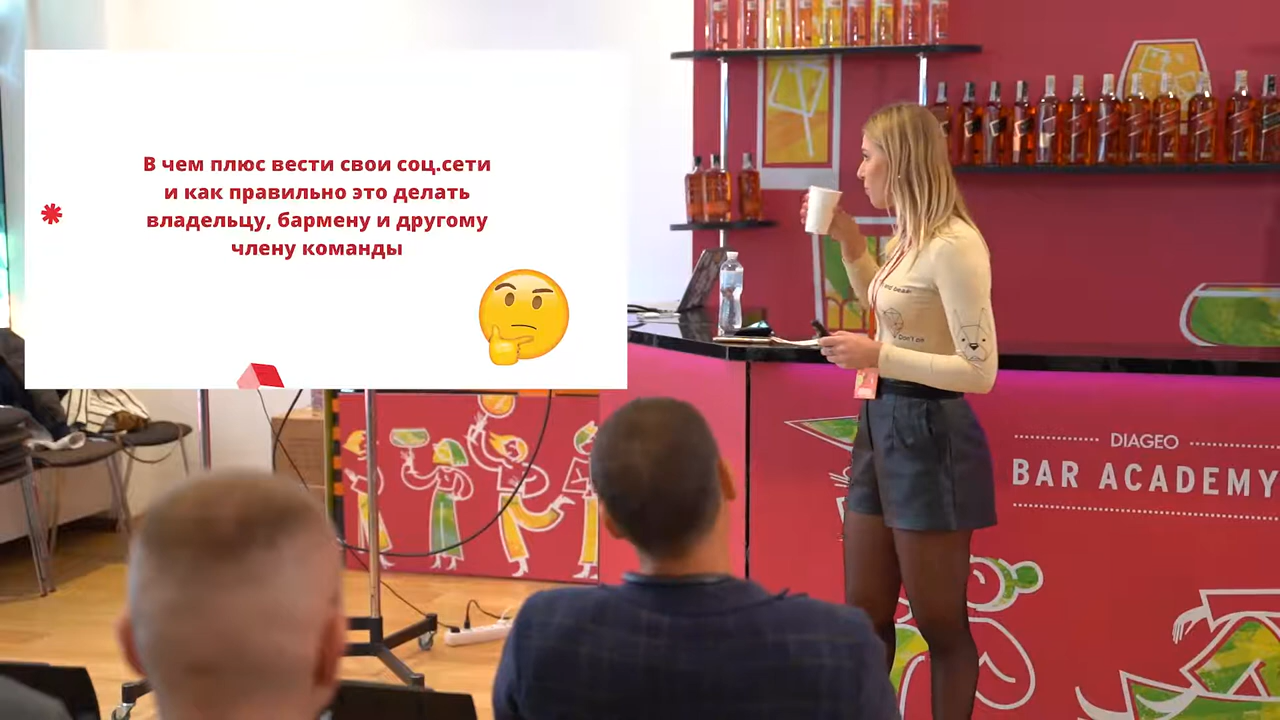 В чем плюс вести свои соц.сети
и как правильно это делать
владельцу, бармену и другому
члену команды
DIAGEO
BAR ACADEMY